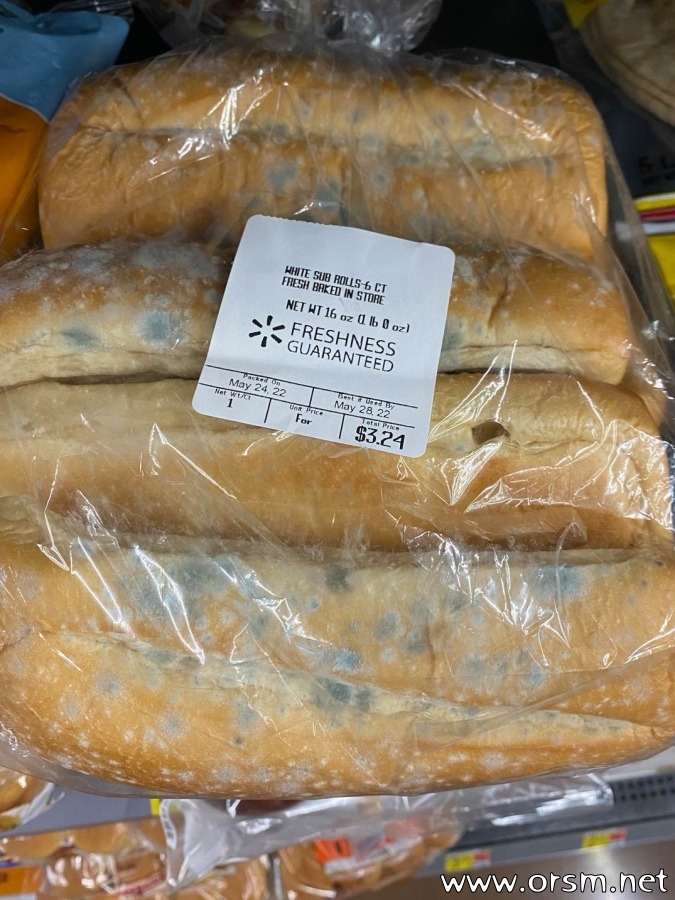 WHITE SUB ROLLS-6 CT
FRESH BAKED IN STORE
NET WT 16 oz (1 lb 0 oz)
FRESHNESS
GUARANTEED
Packed On
May 24, 22
Best if Used By
May 28, 22
Net Wt/Ct
1
Unit Price
For
Total Price
$3.24
www.orsm.net